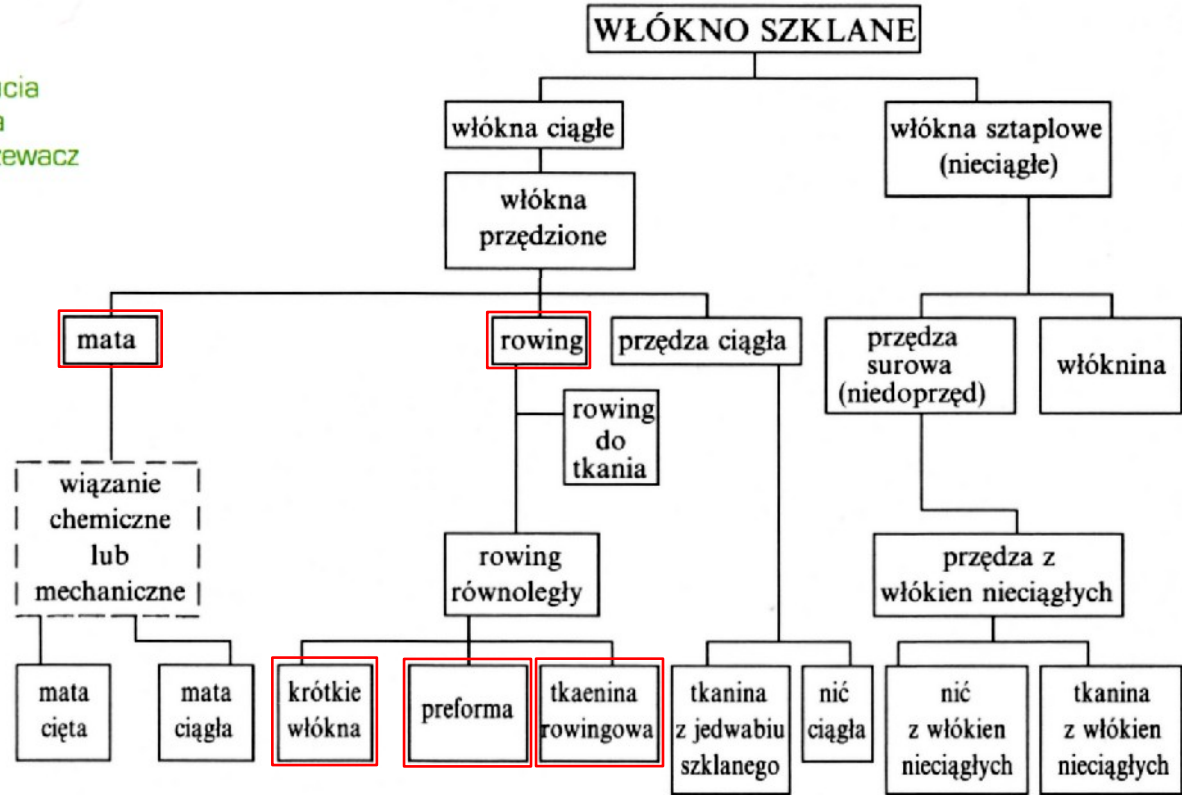 WŁÓKNO SZKLANE
włókna ciągłe
włókna sztaplowe
(nieciągłe)
włókna
przędzione
mata
rowing
przędza ciągła
przędza
surowa
(niedoprzęd)
włóknina
rowing
do
tkania
wiązanie
chemiczne
lub
mechaniczne
rowing
równoległy
przędza z
włókien nieciągłych
mata
cięta
mata
ciągła
krótkie
włókna
preforma
tkaenina
rowingowa
tkanina
z jedwabiu
szklanego
nić
ciągła
nić
z włókien
nieciągłych
tkanina
z włókien
nieciągłych